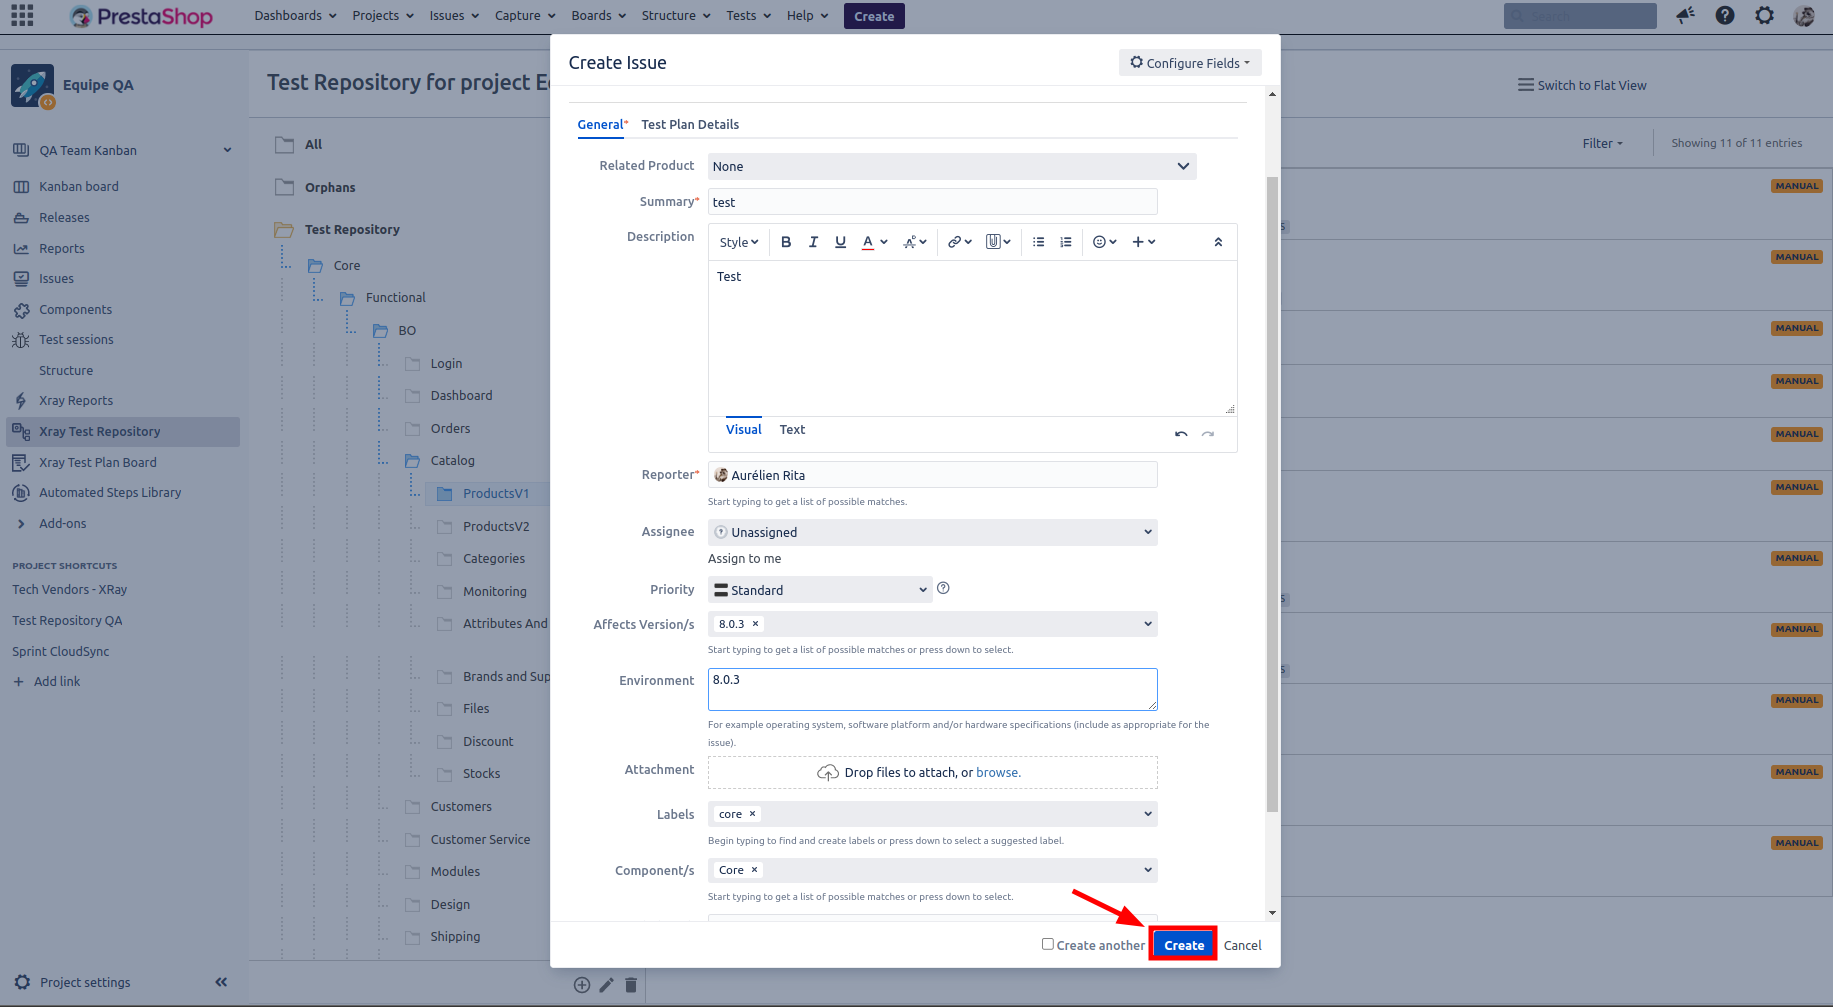 PrestaShop
Dashboards
Projects
Issues
Capture
Boards
Structure
Tests
Help
Create
Search
Equipe QA
QA Team Kanban
Kanban board
Releases
Reports
Issues
Components
Test sessions
Structure
Xray Reports
Xray Test Repository
Xray Test Plan Board
Automated Steps Library
Add-ons
PROJECT SHORTCUTS
Tech Vendors - XRay
Test Repository QA
Sprint CloudSync
+ Add link
Project settings
Test Repository for project E
All
Orphans
Test Repository
Core
Functional
BO
Login
Dashboard
Orders
Catalog
ProductsV1
ProductsV2
Categories
Monitoring
Attributes And
Brands and Sup
Files
Discount
Stocks
Customers
Customer Service
Modules
Design
Shipping
Create Issue
Configure Fields
General*
Test Plan Details
Related Product
None
Summary*
test
Description
Style
B I U A
Test
Visual
Text
Reporter*
Aurélien Rita
Start typing to get a list of possible matches.
Assignee
Unassigned
Assign to me
Priority
Standard
Affects Version/s
8.0.3 ×
Start typing to get a list of possible matches or press down to select.
Environment
8.0.3
For example operating system, software platform and/or hardware specifications (include as appropriate for the
issue).
Attachment
Drop files to attach, or browse.
Labels
core ×
Begin typing to find and create labels or press down to select a suggested label.
Component/s
Core ×
Start typing to get a list of possible matches or press down to select.
Create another
Create
Cancel
Switch to Flat View
Filter
Showing 11 of 11 entries
MANUAL
MANUAL
MANUAL
MANUAL
MANUAL
MANUAL
MANUAL
MANUAL
MANUAL
MANUAL
MANUAL